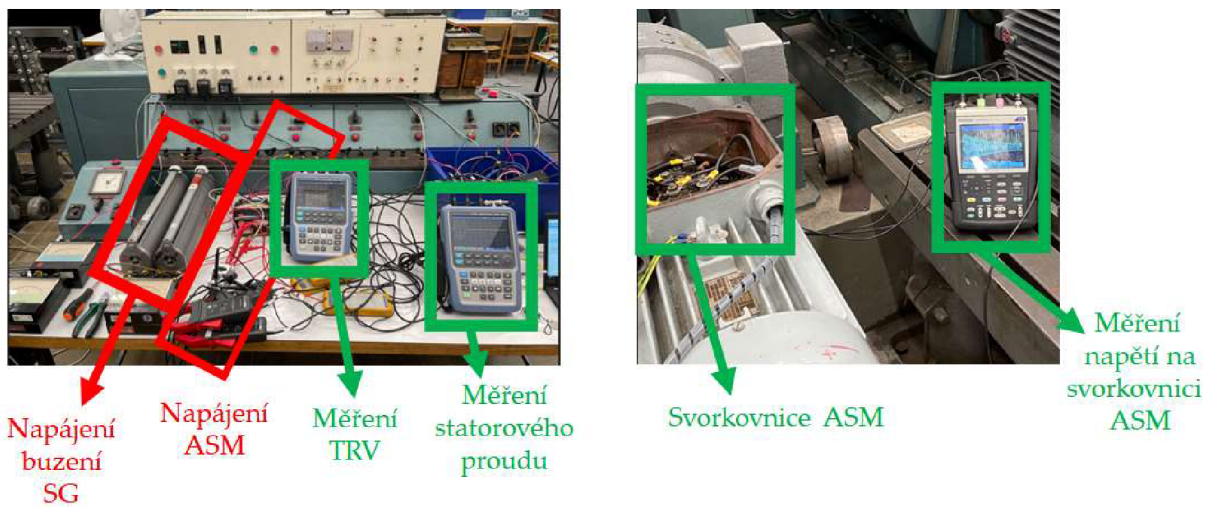 Napájení
buzení
SG
Napájení
ASM
Měření
TRV
Měření
statorového
proudu
Svorkovnice ASM
Měření
napětí na
svorkovnici
ASM